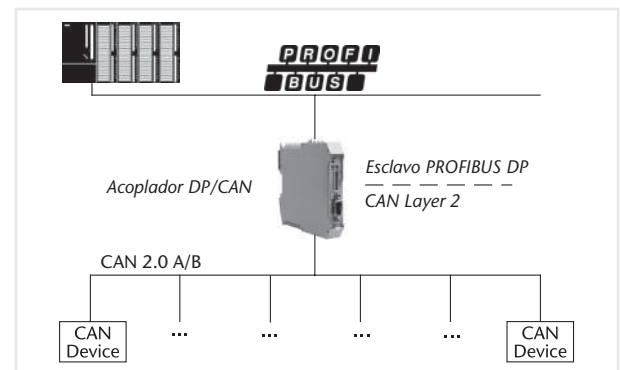 PROFI
BUS
Acoplador DP/CAN
Esclavo PROFIBUS DP
CAN Layer 2
CAN 2.0 A/B
CAN
Device
...
...
...
...
CAN
Device